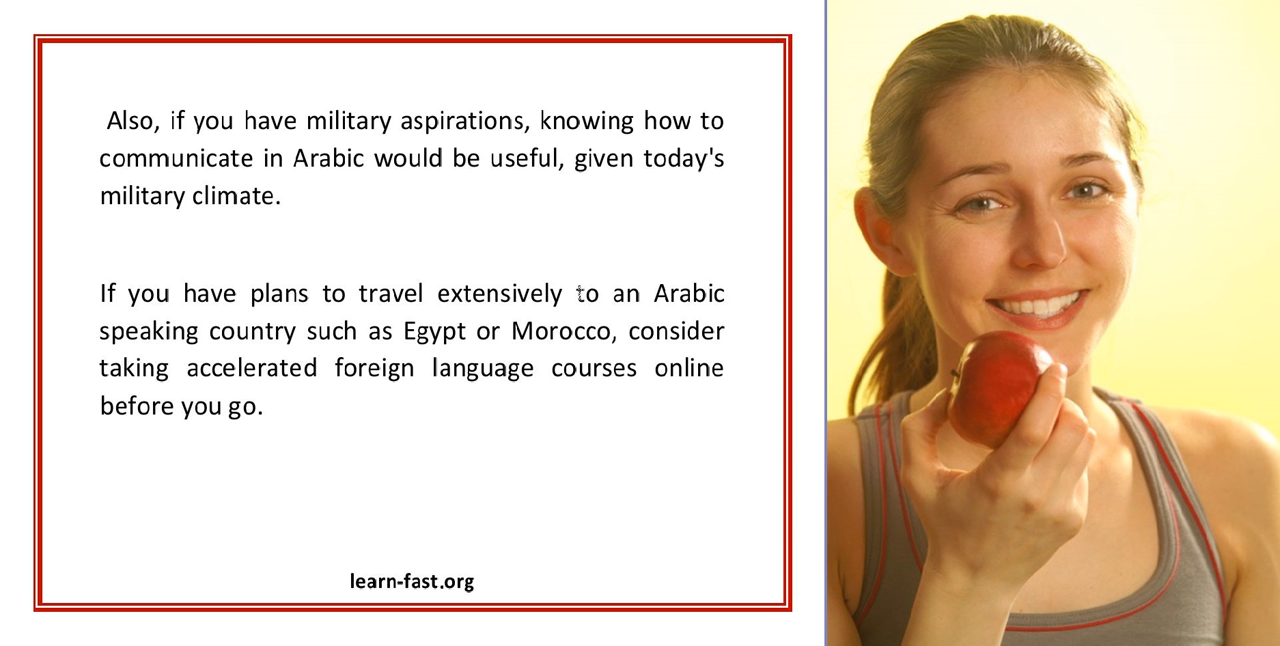 Also, if you have military aspirations, knowing how to
communicate in Arabic would be useful, given today's
military climate.
If you have plans to travel extensively to an Arabic
speaking country such as Egypt or Morocco, consider
taking accelerated foreign language courses online
before you go.
learn-fast.org